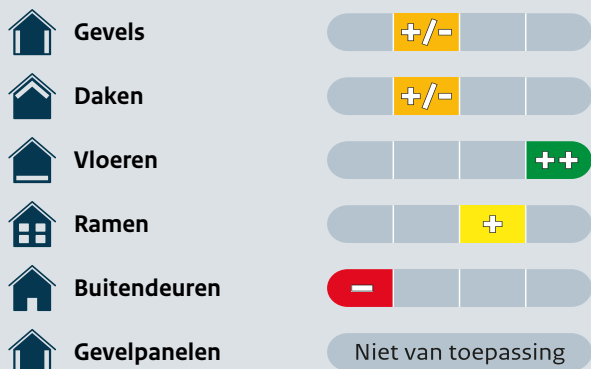 Gevels +/-
Daken +/-
Vloeren ++
Ramen +
Buitendeuren -
Gevelpanelen Niet van toepassing